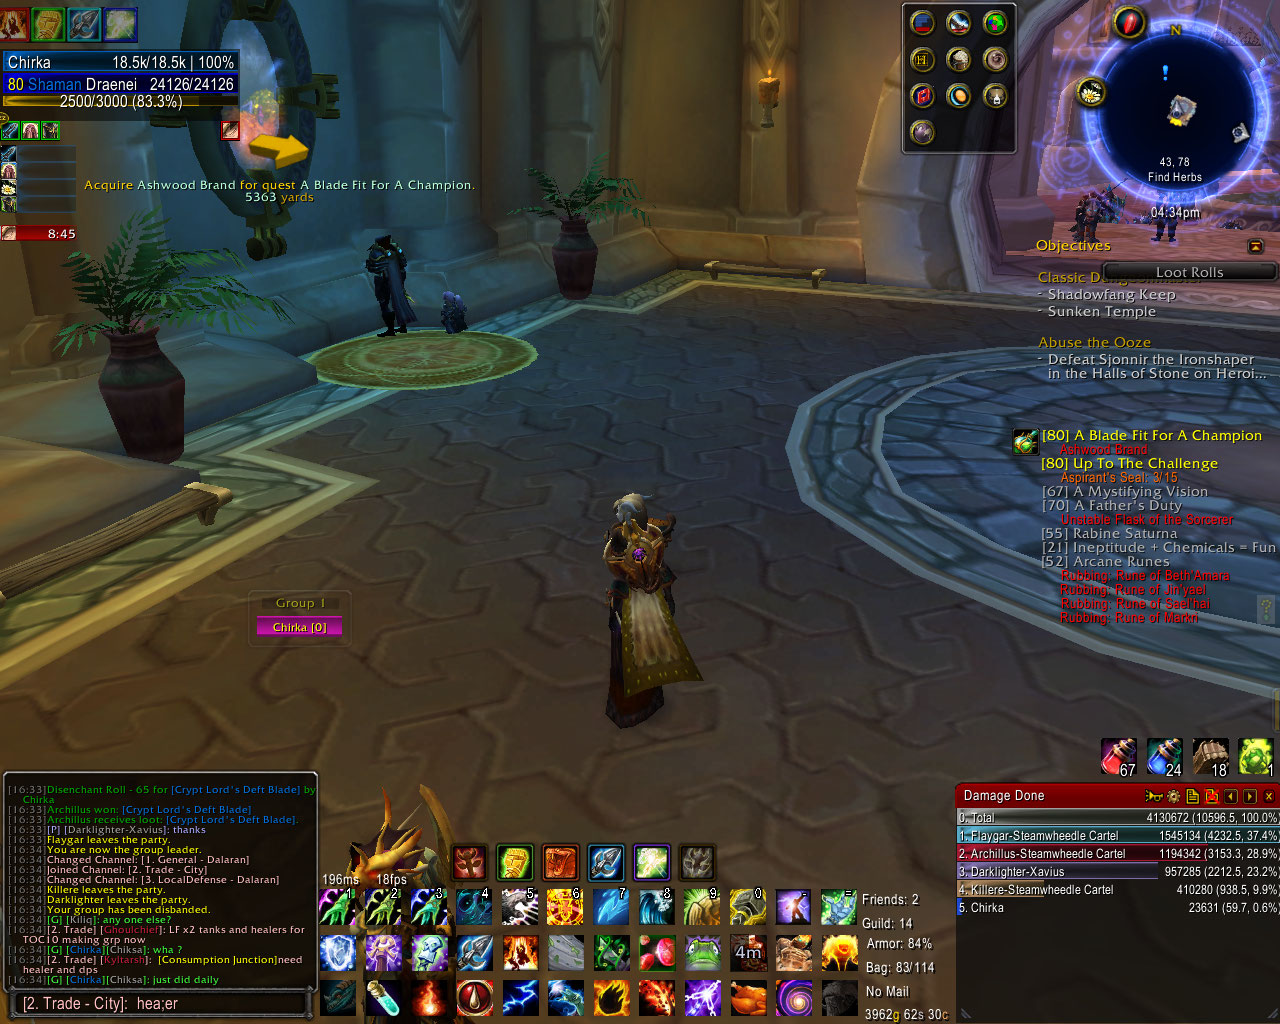 Chirka 18.5k/18.5k | 100%
80 Shaman Draenei 24126/24126
2500/3000 (83.3%)
8:45
Acquire Ashwood Brand for quest A Blade Fit For A Champion.
5363 yards
N
43, 78
Find Herbs
04:34pm
Objectives
Loot Rolls
- Shadowfang Keep
- Sunken Temple
Abuse the Ooze
- Defeat Sjonnir the Ironshaper
in the Halls of Stone on Heroi...
[80] A Blade Fit For A Champion
Ashwood Brand
[80] Up To The Challenge
Aspirant's Seal: 3/15
[67] A Mystifying Vision
[70] A Father's Duty
Unstable Flask of the Sorcerer
[55] Rabine Saturna
[21] Ineptitude + Chemicals = Fun
[52] Arcane Runes
Rubbing: Rune of Beth'Amara
Rubbing: Rune of Jin'yael
Rubbing: Rune of Sael'hai
Rubbing: Rune of Markri
Group 1
Chirka [0]
67 24 18 1
[16:33]Disenchant Roll - 65 for [Crypt Lord's Deft Blade] by
Chirka
[16:33]Archillus won: [Crypt Lord's Deft Blade]
[16:33]Archillus receives loot: [Crypt Lord's Deft Blade].
[16:33][P] [Darklighter-Xavius]: thanks
[16:33]Flaygar leaves the party.
[16:33]You are now the group leader.
[16:34]Changed Channel: [1. General - Dalaran]
[16:34]Joined Channel: [2. Trade - City]
[16:34]Changed Channel: [3. LocalDefense - Dalaran]
[16:34]Killere leaves the party.
[16:34]Darklighter leaves the party.
[16:34]Your group has been disbanded.
[16:34][G] [Kiliq]: any one else?
[16:34][2. Trade] [Ghoulchief]: LF x2 tanks and healers for
TOC10 making grp now
[16:34][G] [Chirka][Chiksa]: wha ?
[16:34][2. Trade] [Kyltarsh]: [Consumption Junction]need
healer and dps
[16:34][G] [Chirka][Chiksa]: just did daily
[2. Trade - City]: hea;er
196ms 18fps
1 2 3 4 5 6 7 8 9 0 - =
4m
Friends: 2
Guild: 14
Armor: 84%
Bag: 83/114
No Mail
3962g 62s 30c
Damage Done
0. Total 4130672 (10596.5, 100.0%)
1. Flaygar-Steamwheedle Cartel 1545134 (4232.5, 37.4%)
2. Archillus-Steamwheedle Cartel 1194342 (3153.3, 28.9%)
3. Darklighter-Xavius 957285 (2212.5, 23.2%)
4. Killere-Steamwheedle Cartel 410280 (938.5, 9.9%)
5. Chirka 23631 (59.7, 0.6%)